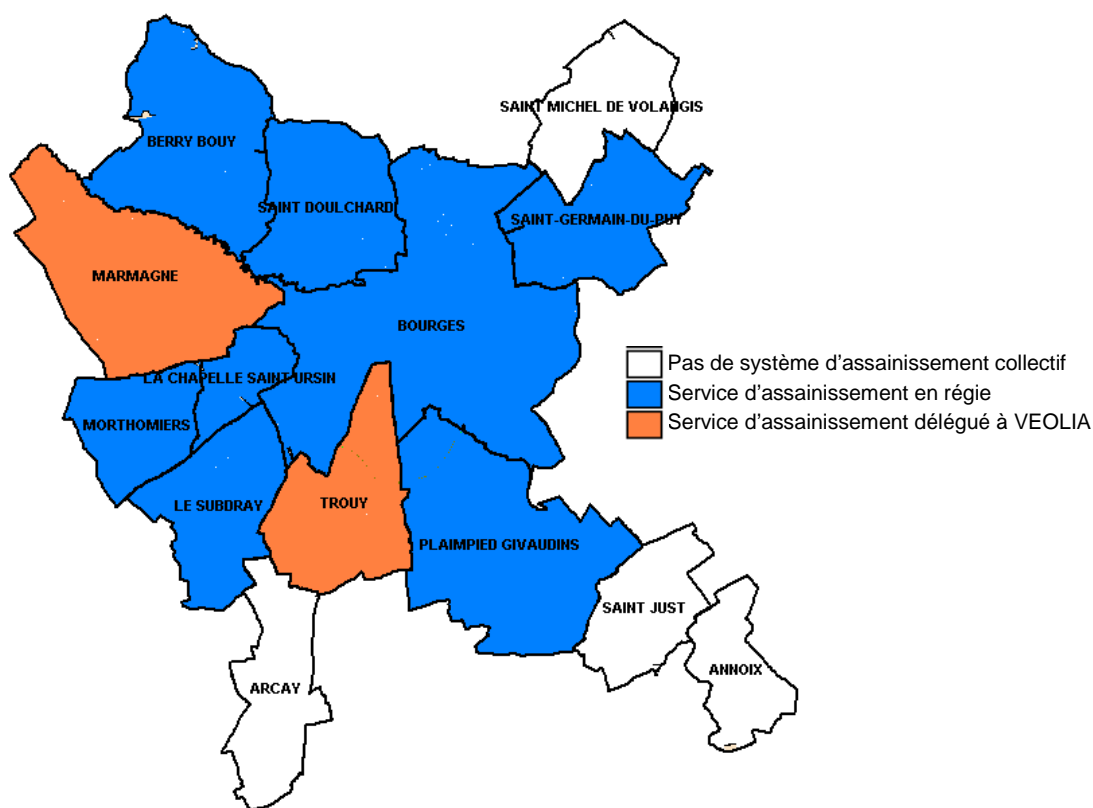 SAINT MICHEL DE VOLANGIS
BERRY BOUY
SAINT DOULCHARD
SAINT-GERMAIN-DU-PUY
MARMAGNE
BOURGES
Pas de système d'assainissement collectif
LA CHAPELLE SAINT URSIN
Service d'assainissement en régie
MORTHOMIERS
Service d'assainissement délégué à VEOLIA
LE SUBDRAY
TROUY
PLAIMPIED GIVAUDINS
SAINT JUST
ANNOIX
ARCAY